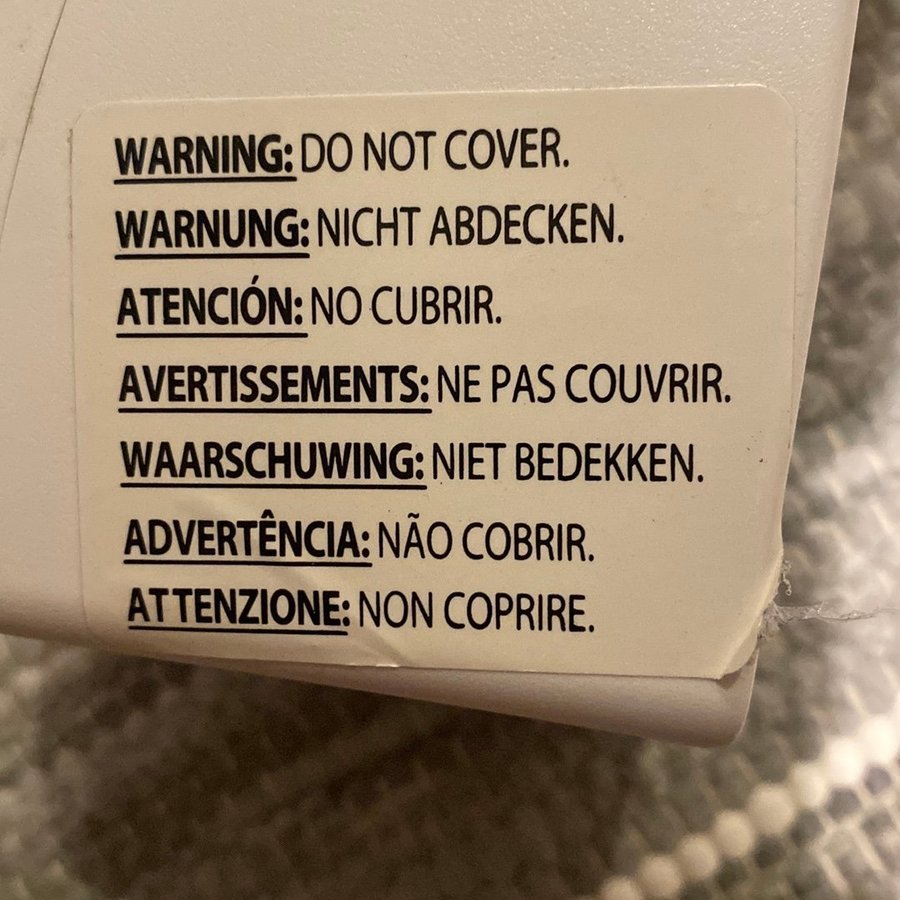 WARNING: DO NOT COVER.
WARNUNG: NICHT ABDECKEN.
ATENCIÓN: NO CUBRIR.
AVERTISSEMENTS: NE PAS COUVRIR.
WAARSCHUWING: NIET BEDEKKEN.
ADVERTÊNCIA: NÃO COBRIR.
ATTENZIONE: NON COPRIRE.